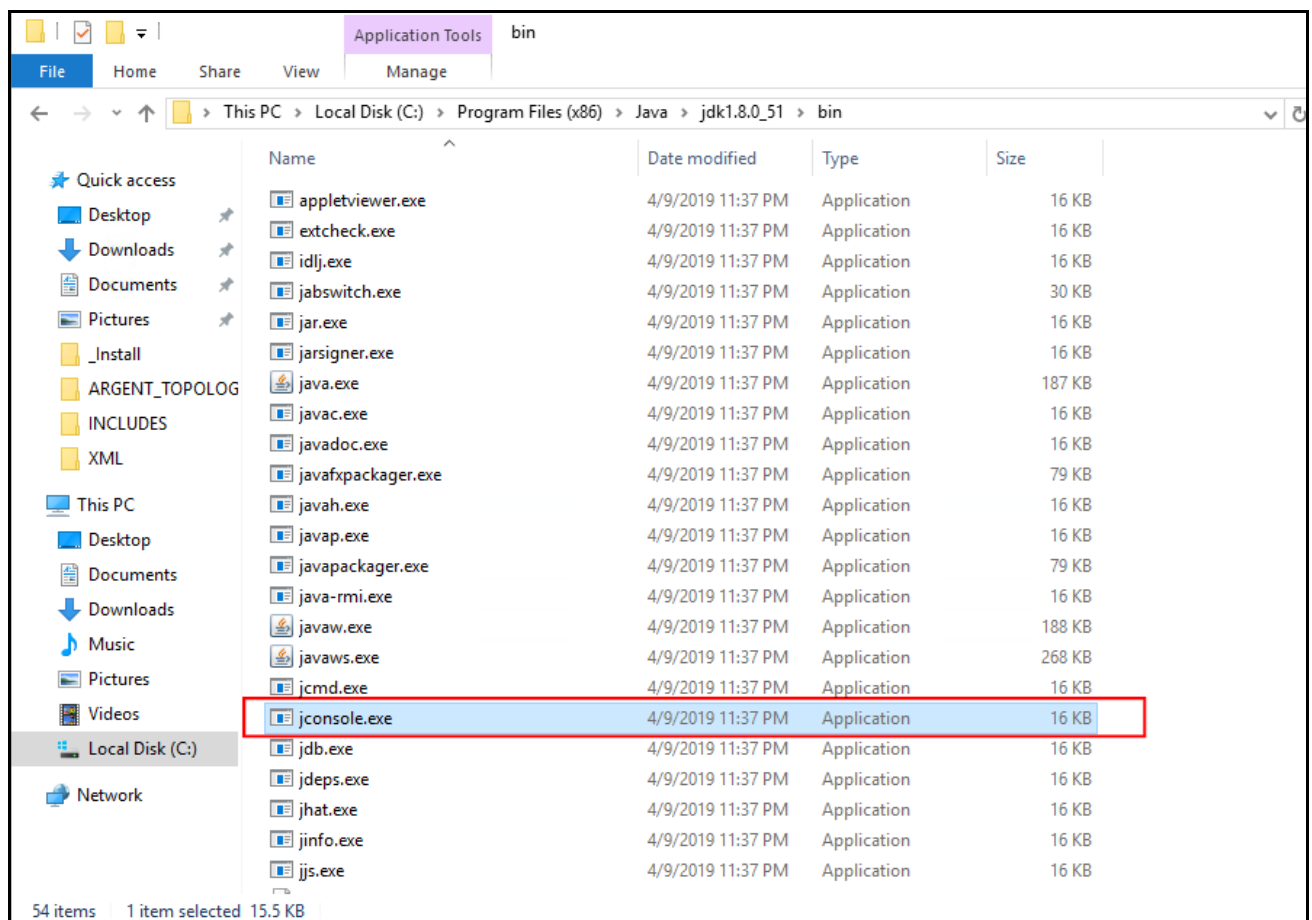 Application Tools bin
File Home Share View Manage
This PC > Local Disk (C:) > Program Files (x86) > Java > jdk1.8.0_51 > bin
Name Date modified Type Size
Quick access
Desktop
Downloads
Documents
Pictures
_Install
ARGENT_TOPOLOG
INCLUDES
XML
This PC
Desktop
Documents
Downloads
Music
Pictures
Videos
Local Disk (C:)
Network
appletviewer.exe 4/9/2019 11:37 PM Application 16 KB
extcheck.exe 4/9/2019 11:37 PM Application 16 KB
idlj.exe 4/9/2019 11:37 PM Application 16 KB
jabswitch.exe 4/9/2019 11:37 PM Application 30 KB
jar.exe 4/9/2019 11:37 PM Application 16 KB
jarsigner.exe 4/9/2019 11:37 PM Application 16 KB
java.exe 4/9/2019 11:37 PM Application 187 KB
javac.exe 4/9/2019 11:37 PM Application 16 KB
javadoc.exe 4/9/2019 11:37 PM Application 16 KB
javafxpackager.exe 4/9/2019 11:37 PM Application 79 KB
javah.exe 4/9/2019 11:37 PM Application 16 KB
javap.exe 4/9/2019 11:37 PM Application 16 KB
javapackager.exe 4/9/2019 11:37 PM Application 79 KB
java-rmi.exe 4/9/2019 11:37 PM Application 16 KB
javaw.exe 4/9/2019 11:37 PM Application 188 KB
javaws.exe 4/9/2019 11:37 PM Application 268 KB
jcmd.exe 4/9/2019 11:37 PM Application 16 KB
jconsole.exe 4/9/2019 11:37 PM Application 16 KB
jdb.exe 4/9/2019 11:37 PM Application 16 KB
jdeps.exe 4/9/2019 11:37 PM Application 16 KB
jhat.exe 4/9/2019 11:37 PM Application 16 KB
jinfo.exe 4/9/2019 11:37 PM Application 16 KB
jjs.exe 4/9/2019 11:37 PM Application 16 KB
54 items 1 item selected 15.5 KB